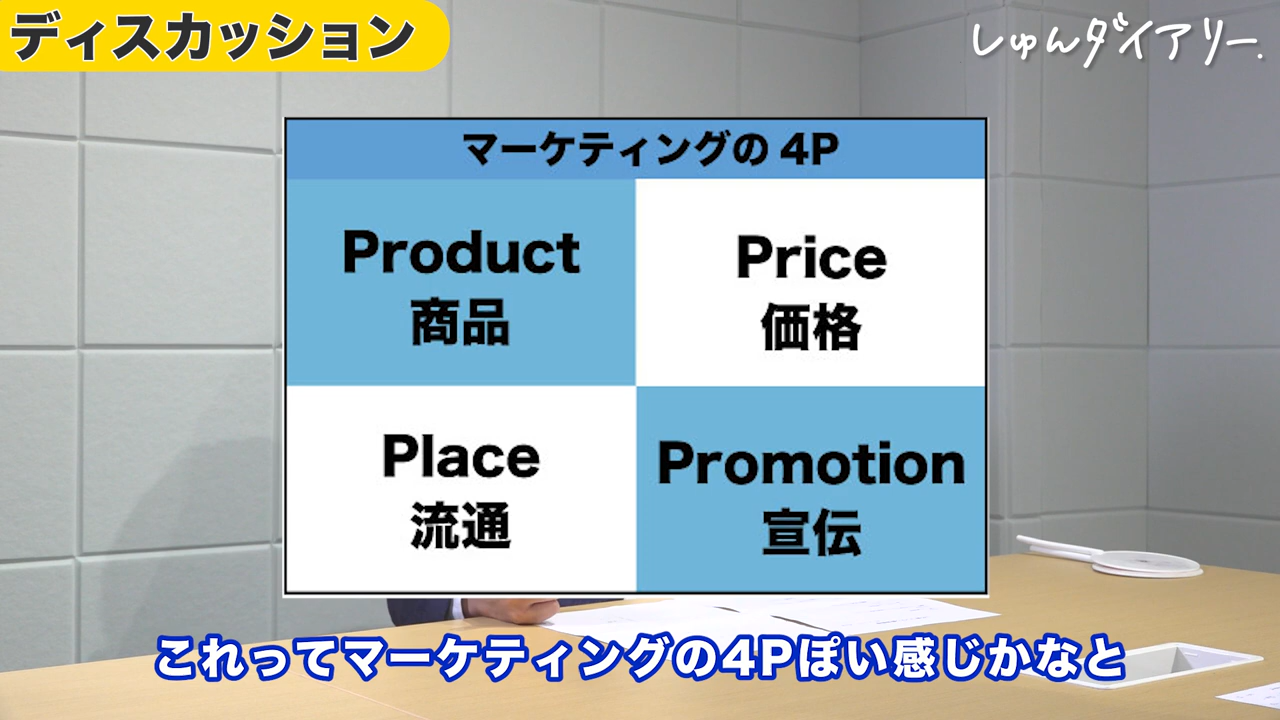 ディスカッション
しゅんダイアリー.
マーケティングの 4P
Product
商品
Price
価格
Place
流通
Promotion
宣伝
これってマーケティングの4Pぽい感じかなと